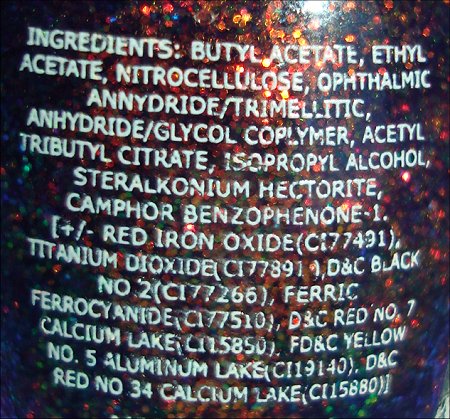 INGREDIENTS: BUTYL ACETATE, ETHYL
ACETATE, NITROCELLULOSE, OPHTHALMIC
ANNYDRIDE/TRIMELLITIC,
ANHYDRIDE/GLYCOL COPLYMER, ACETYL
TRIBUTYL CITRATE, ISOPROPYL ALCOHOL,
STERALKONIUM HECTORITE,
CAMPHOR BENZOPHENONE-1.
[+/- RED IRON OXIDE(CI77491),
TITANIUM DIOXIDE(CI77891 ),D&C BLACK
NO 2(CI77266), FERRIC
FERROCYANIDE(CI77510), D&C RED NO. 7
CALCIUM LAKE(CI15850), FD&C YELLOW
NO. 5 ALUMINUM LAKE(CI19140), D&C
RED NO 34 CALCIUM LAKE(CI15880)]